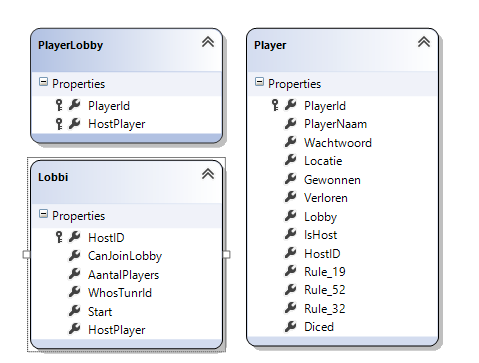 PlayerLobby
Properties
PlayerId
HostPlayer
Lobbi
Properties
HostID
CanJoinLobby
AantalPlayers
WhosTunrId
Start
HostPlayer
Player
Properties
PlayerId
PlayerNaam
Wachtwoord
Locatie
Gewonnen
Verloren
Lobby
IsHost
HostID
Rule_19
Rule_52
Rule_32
Diced